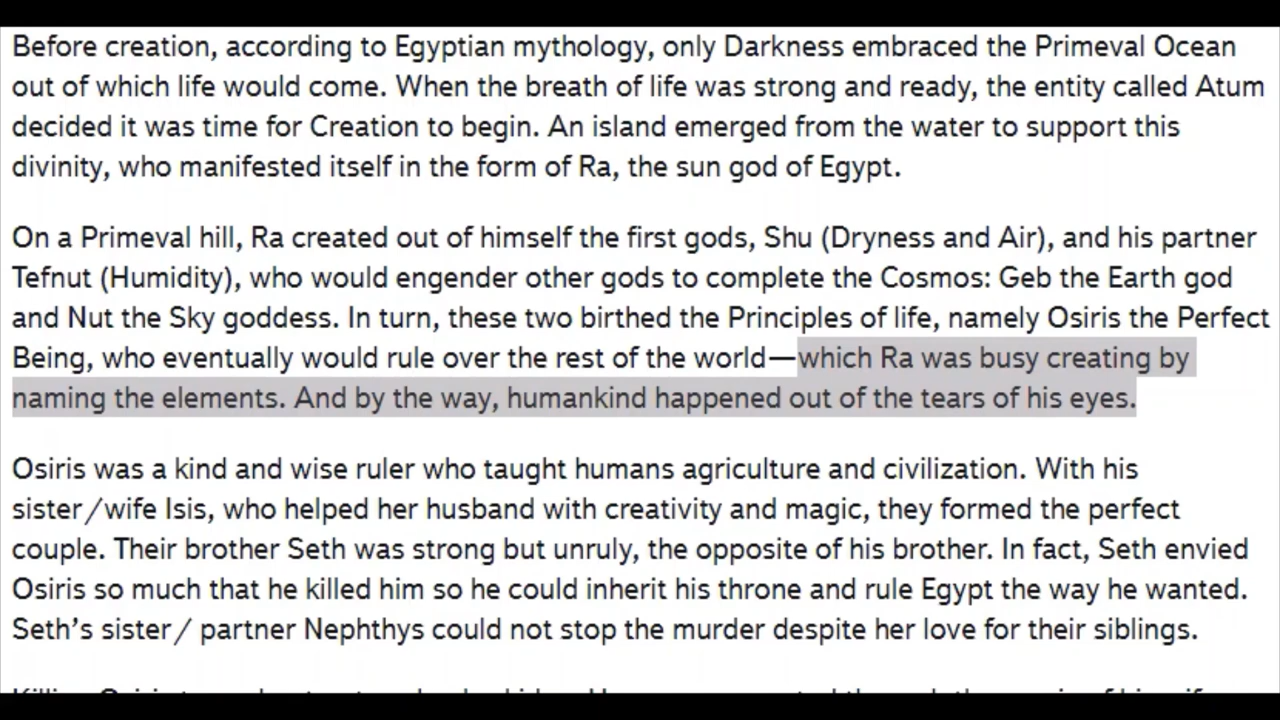 Before creation, according to Egyptian mythology, only Darkness embraced the Primeval Ocean
out of which life would come. When the breath of life was strong and ready, the entity called Atum
decided it was time for Creation to begin. An island emerged from the water to support this
divinity, who manifested itself in the form of Ra, the sun god of Egypt.
On a Primeval hill, Ra created out of himself the first gods, Shu (Dryness and Air), and his partner
Tefnut (Humidity), who would engender other gods to complete the Cosmos: Geb the Earth god
and Nut the Sky goddess. In turn, these two birthed the Principles of life, namely Osiris the Perfect
Being, who eventually would rule over the rest of the world—which Ra was busy creating by
naming the elements. And by the way, humankind happened out of the tears of his eyes.
Osiris was a kind and wise ruler who taught humans agriculture and civilization. With his
sister/wife Isis, who helped her husband with creativity and magic, they formed the perfect
couple. Their brother Seth was strong but unruly, the opposite of his brother. In fact, Seth envied
Osiris so much that he killed him so he could inherit his throne and rule Egypt the way he wanted.
Seth’s sister/ partner Nephthys could not stop the murder despite her love for their siblings.